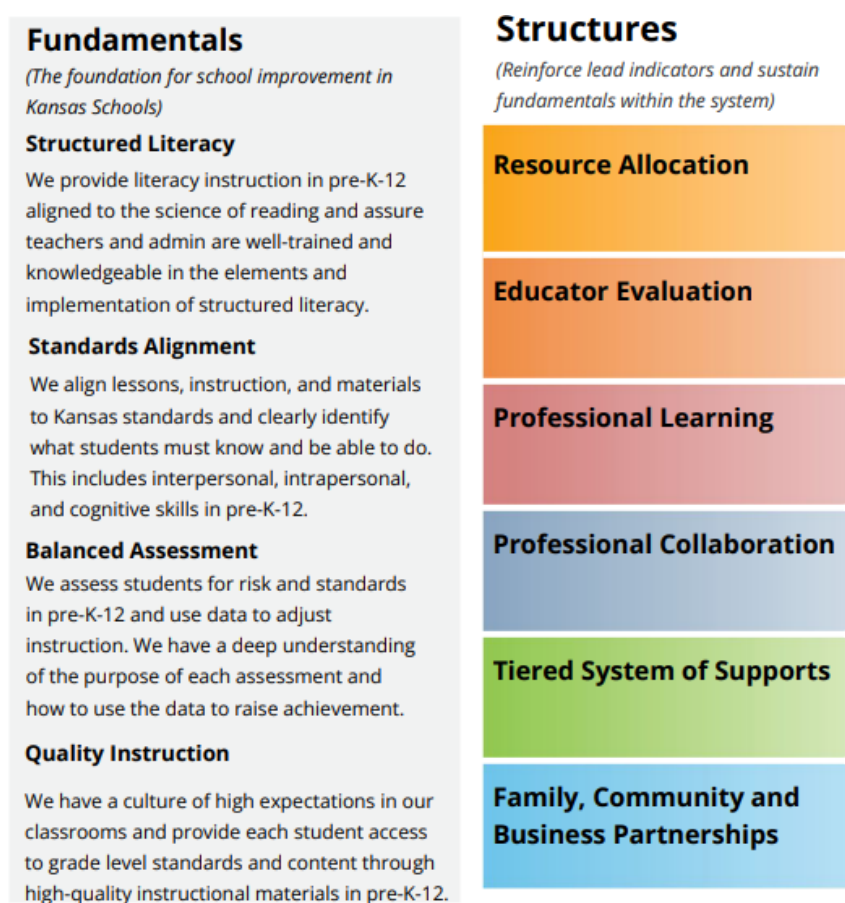 Fundamentals
(The foundation for school improvement in
Kansas Schools)
Structured Literacy
We provide literacy instruction in pre-K-12
aligned to the science of reading and assure
teachers and admin are well-trained and
knowledgeable in the elements and
implementation of structured literacy.
Standards Alignment
We align lessons, instruction, and materials
to Kansas standards and clearly identify
what students must know and be able to do.
This includes interpersonal, intrapersonal,
and cognitive skills in pre-K-12.
Balanced Assessment
We assess students for risk and standards
in pre-K-12 and use data to adjust
instruction. We have a deep understanding
of the purpose of each assessment and
how to use the data to raise achievement.
Quality Instruction
We have a culture of high expectations in our
classrooms and provide each student access
to grade level standards and content through
high-quality instructional materials in pre-K-12.
Structures
(Reinforce lead indicators and sustain
fundamentals within the system)
Resource Allocation
Educator Evaluation
Professional Learning
Professional Collaboration
Tiered System of Supports
Family, Community and
Business Partnerships